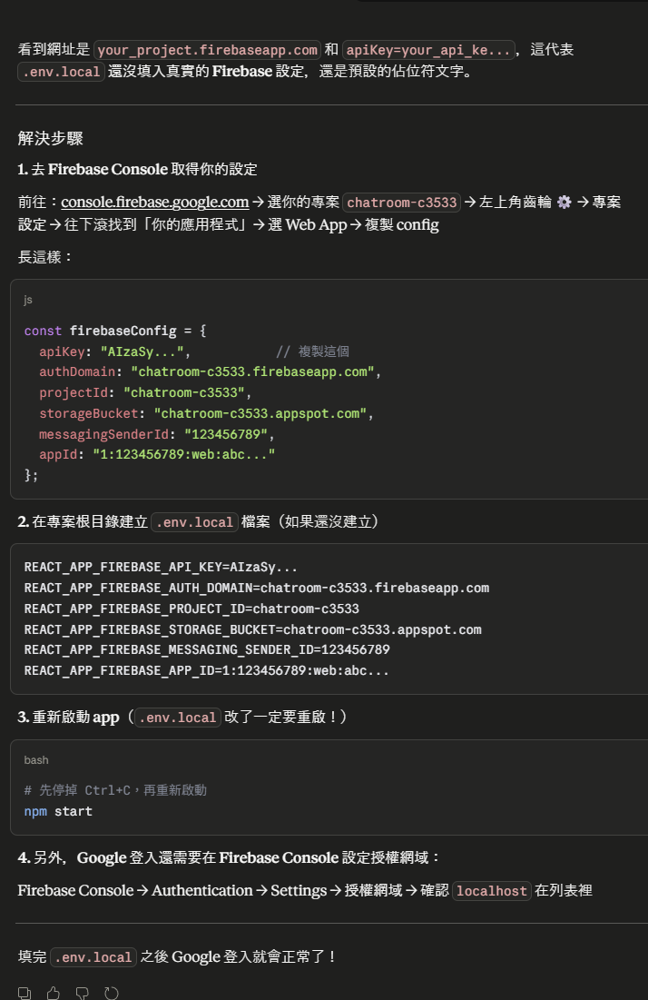 看到網址是 your_project.firebaseapp.com 和 apiKey=your_api_ke...，這代表
.env.local 還沒填入真實的 Firebase 設定，還是預設的佔位符文字。
解決步驟
1. 去 Firebase Console 取得你的設定
前往：console.firebase.google.com → 選你的專案 chatroom-c3533 → 左上角齒輪 ⚙️ → 專案
設定 → 往下滾找到「你的應用程式」→ 選 Web App → 複製 config
長這樣：
js
const firebaseConfig = {
  apiKey: "AIzaSy...",           // 複製這個
  authDomain: "chatroom-c3533.firebaseapp.com",
  projectId: "chatroom-c3533",
  storageBucket: "chatroom-c3533.appspot.com",
  messagingSenderId: "123456789",
  appId: "1:123456789:web:abc..."
};
2. 在專案根目錄建立 .env.local 檔案（如果還沒建立）
REACT_APP_FIREBASE_API_KEY=AIzaSy...
REACT_APP_FIREBASE_AUTH_DOMAIN=chatroom-c3533.firebaseapp.com
REACT_APP_FIREBASE_PROJECT_ID=chatroom-c3533
REACT_APP_FIREBASE_STORAGE_BUCKET=chatroom-c3533.appspot.com
REACT_APP_FIREBASE_MESSAGING_SENDER_ID=123456789
REACT_APP_FIREBASE_APP_ID=1:123456789:web:abc...
3. 重新啟動 app（.env.local 改了一定要重啟！）
bash
# 先停掉 Ctrl+C，再重新啟動
npm start
4. 另外，Google 登入還需要在 Firebase Console 設定授權網域：
Firebase Console → Authentication → Settings → 授權網域 → 確認 localhost 在列表裡
填完 .env.local 之後 Google 登入就會正常了！